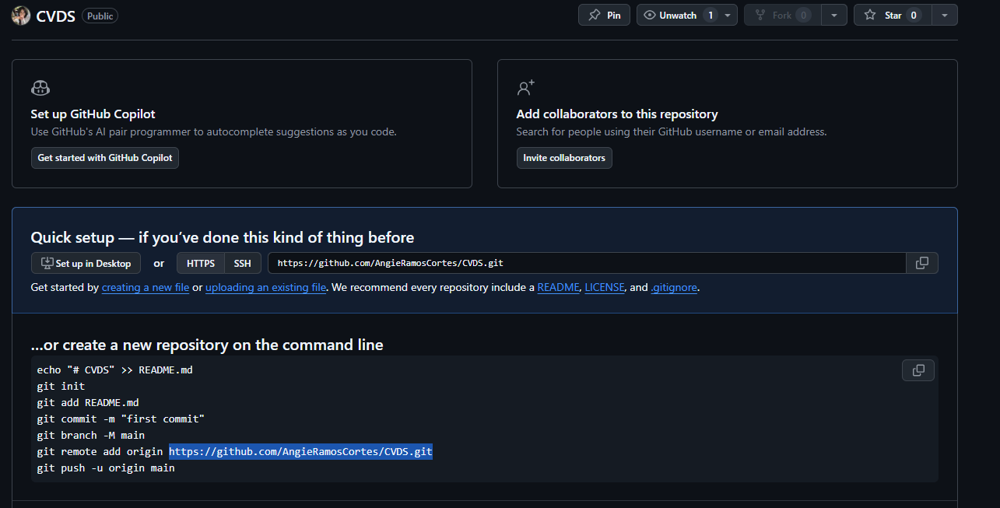 CVDS Public
Pin Unwatch 1 Fork 0 Star 0
Set up GitHub Copilot
Use GitHub's AI pair programmer to autocomplete suggestions as you code.
Get started with GitHub Copilot
Add collaborators to this repository
Search for people using their GitHub username or email address.
Invite collaborators
Quick setup — if you’ve done this kind of thing before
Set up in Desktop or HTTPS SSH https://github.com/AngieRamosCortes/CVDS.git
Get started by creating a new file or uploading an existing file. We recommend every repository include a README, LICENSE, and .gitignore.
…or create a new repository on the command line
echo "# CVDS" >> README.md
git init
git add README.md
git commit -m "first commit"
git branch -M main
git remote add origin https://github.com/AngieRamosCortes/CVDS.git
git push -u origin main